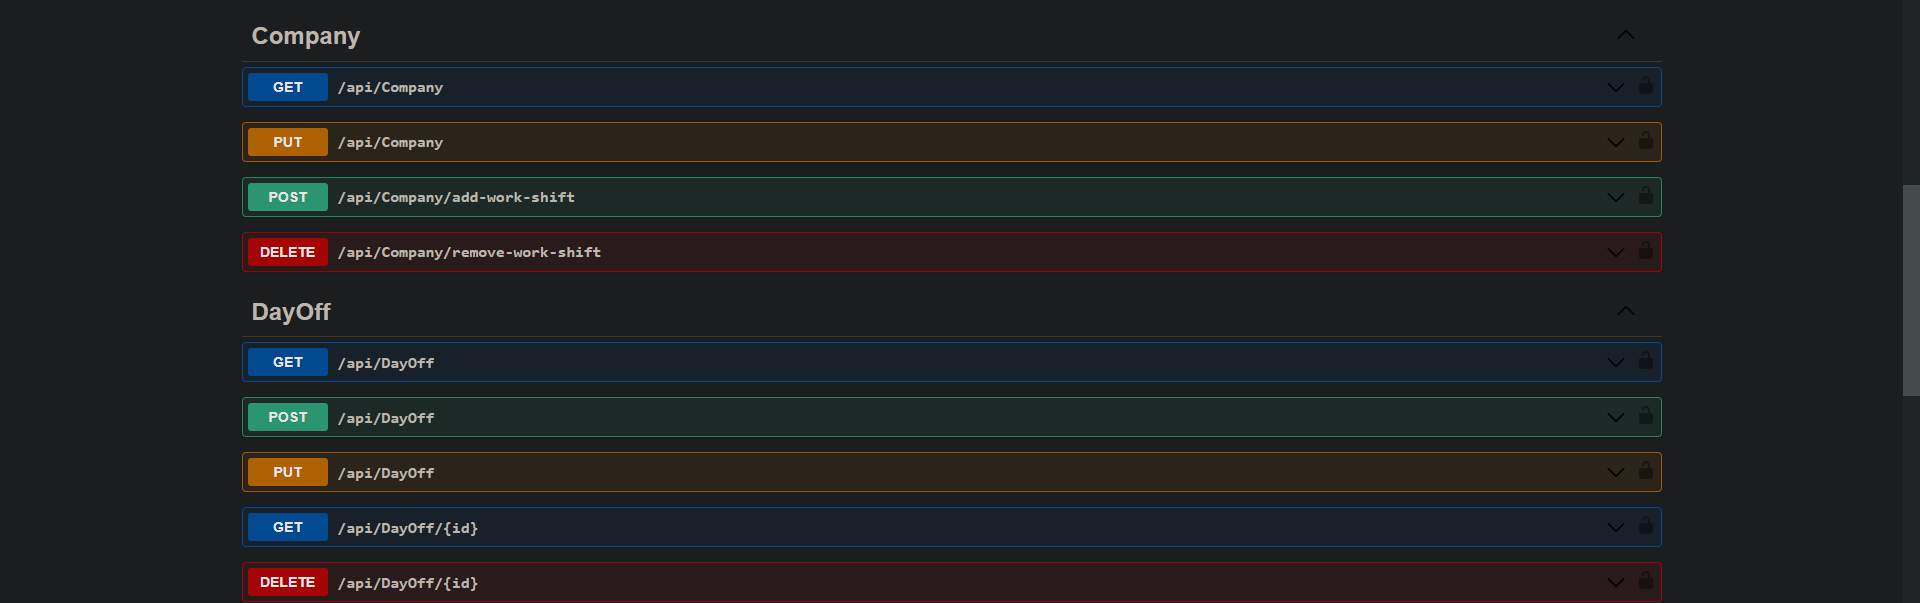 Company
GET /api/Company
PUT /api/Company
POST /api/Company/add-work-shift
DELETE /api/Company/remove-work-shift
DayOff
GET /api/DayOff
POST /api/DayOff
PUT /api/DayOff
GET /api/DayOff/{id}
DELETE /api/DayOff/{id}